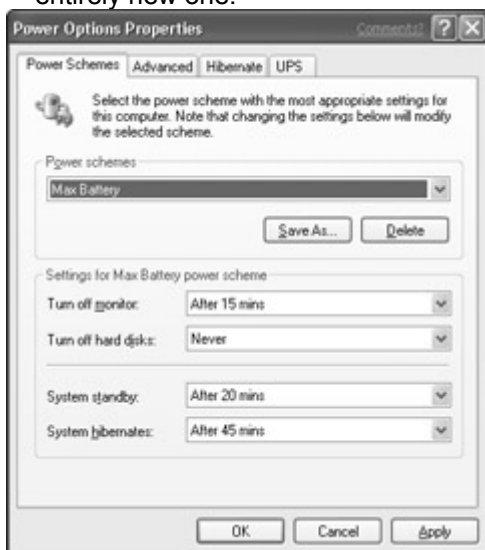 entirely new one.
Power Options Properties Comments? ? X
Power Schemes Advanced Hibernate UPS
Select the power scheme with the most appropriate settings for
this computer. Note that changing the settings below will modify
the selected scheme.
Power schemes
Max Battery
Save As... Delete
Settings for Max Battery power scheme
Turn off monitor: After 15 mins
Turn off hard disks: Never
System standby: After 20 mins
System hibernates: After 45 mins
OK Cancel Apply